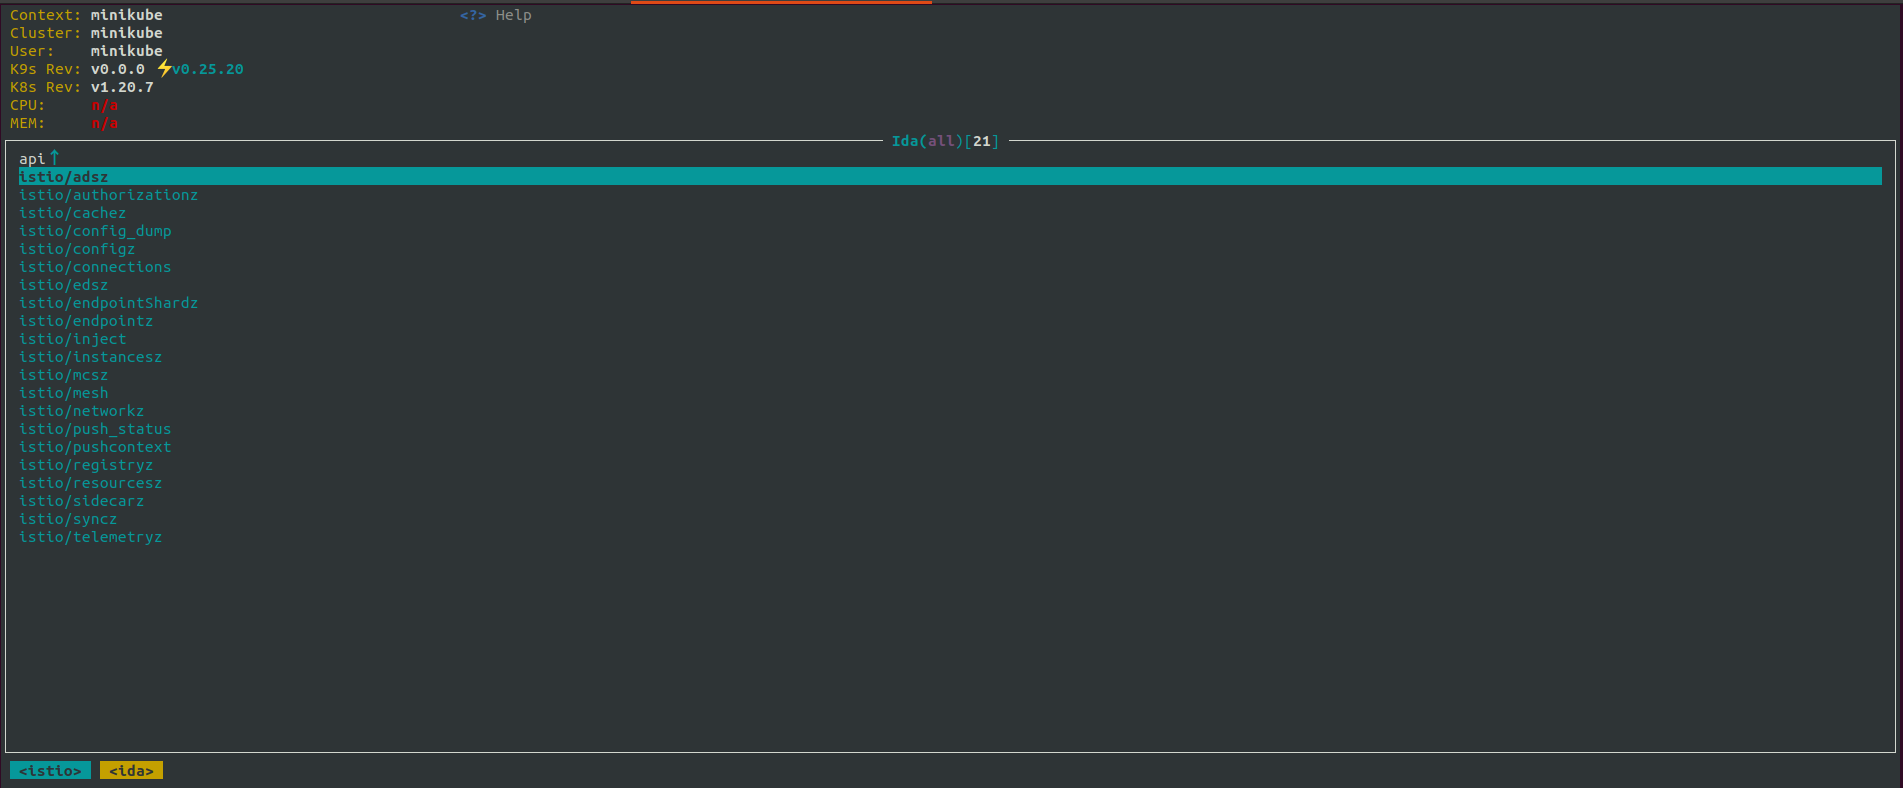 Context: minikube
<?> Help
Cluster: minikube
User: minikube
K9s Rev: v0.0.0 ⚡v0.25.20
K8s Rev: v1.20.7
CPU: n/a
MEM: n/a
Ida(all)[21]
api↑
istio/adsz
istio/authorizationz
istio/cachez
istio/config_dump
istio/configz
istio/connections
istio/edsz
istio/endpointShardz
istio/endpointz
istio/inject
istio/instancesz
istio/mcsz
istio/mesh
istio/networkz
istio/push_status
istio/pushcontext
istio/registryz
istio/resourcesz
istio/sidecarz
istio/syncz
istio/telemetryz
<istio> <ida>